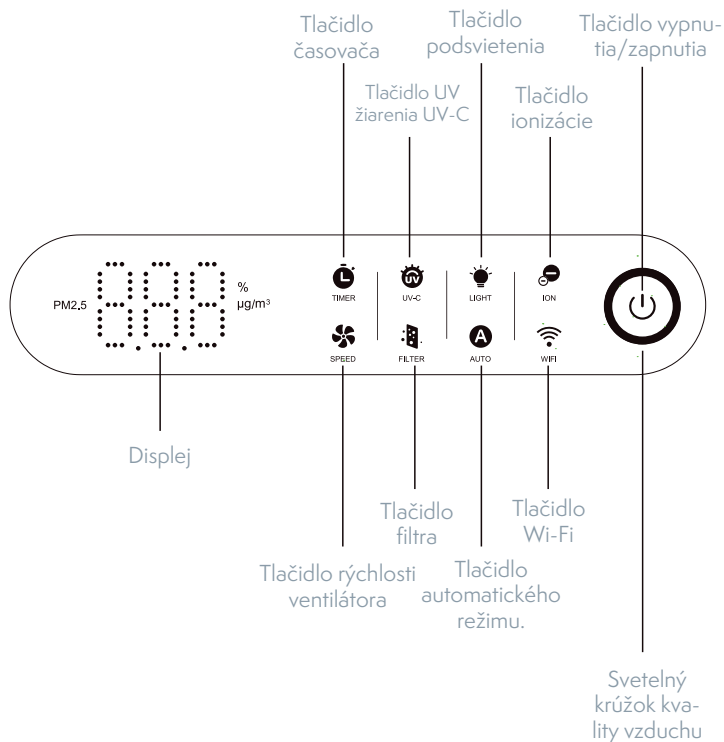 Tlačidlo
časovača
Tlačidlo
podsvietenia
Tlačidlo vypnu-
tia/zapnutia
Tlačidlo UV
žiarenia UV-C
Tlačidlo
ionizácie
PM2.5
%
µg/m³
UV
TIMER
UV-C
LIGHT
ION
A
SPEED
FILTER
AUTO
WIFI
Displej
Tlačidlo
filtra
Tlačidlo
Wi-Fi
Tlačidlo rýchlosti
ventilátora
Tlačidlo
automatického
režimu.
Svetelný
krúžok kva-
lity vzduchu